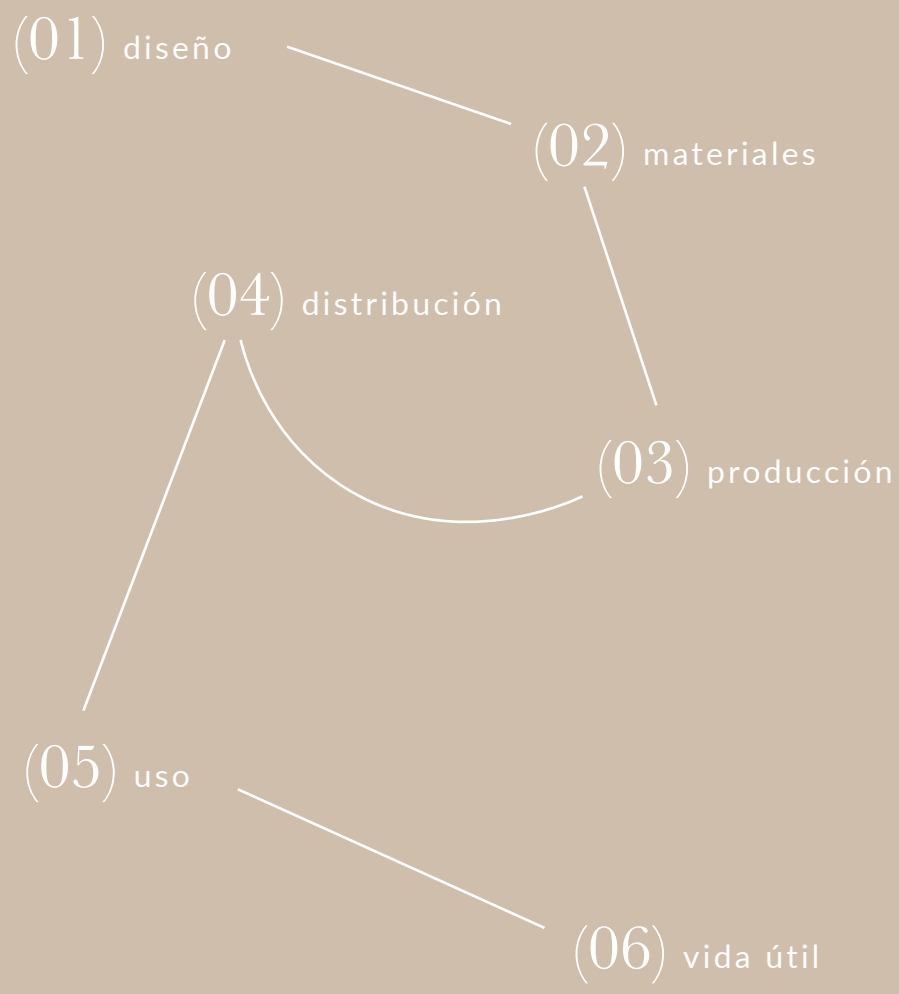 (01) diseño
(02) materiales
(03) producción
(04) distribución
(05) uso
(06) vida útil